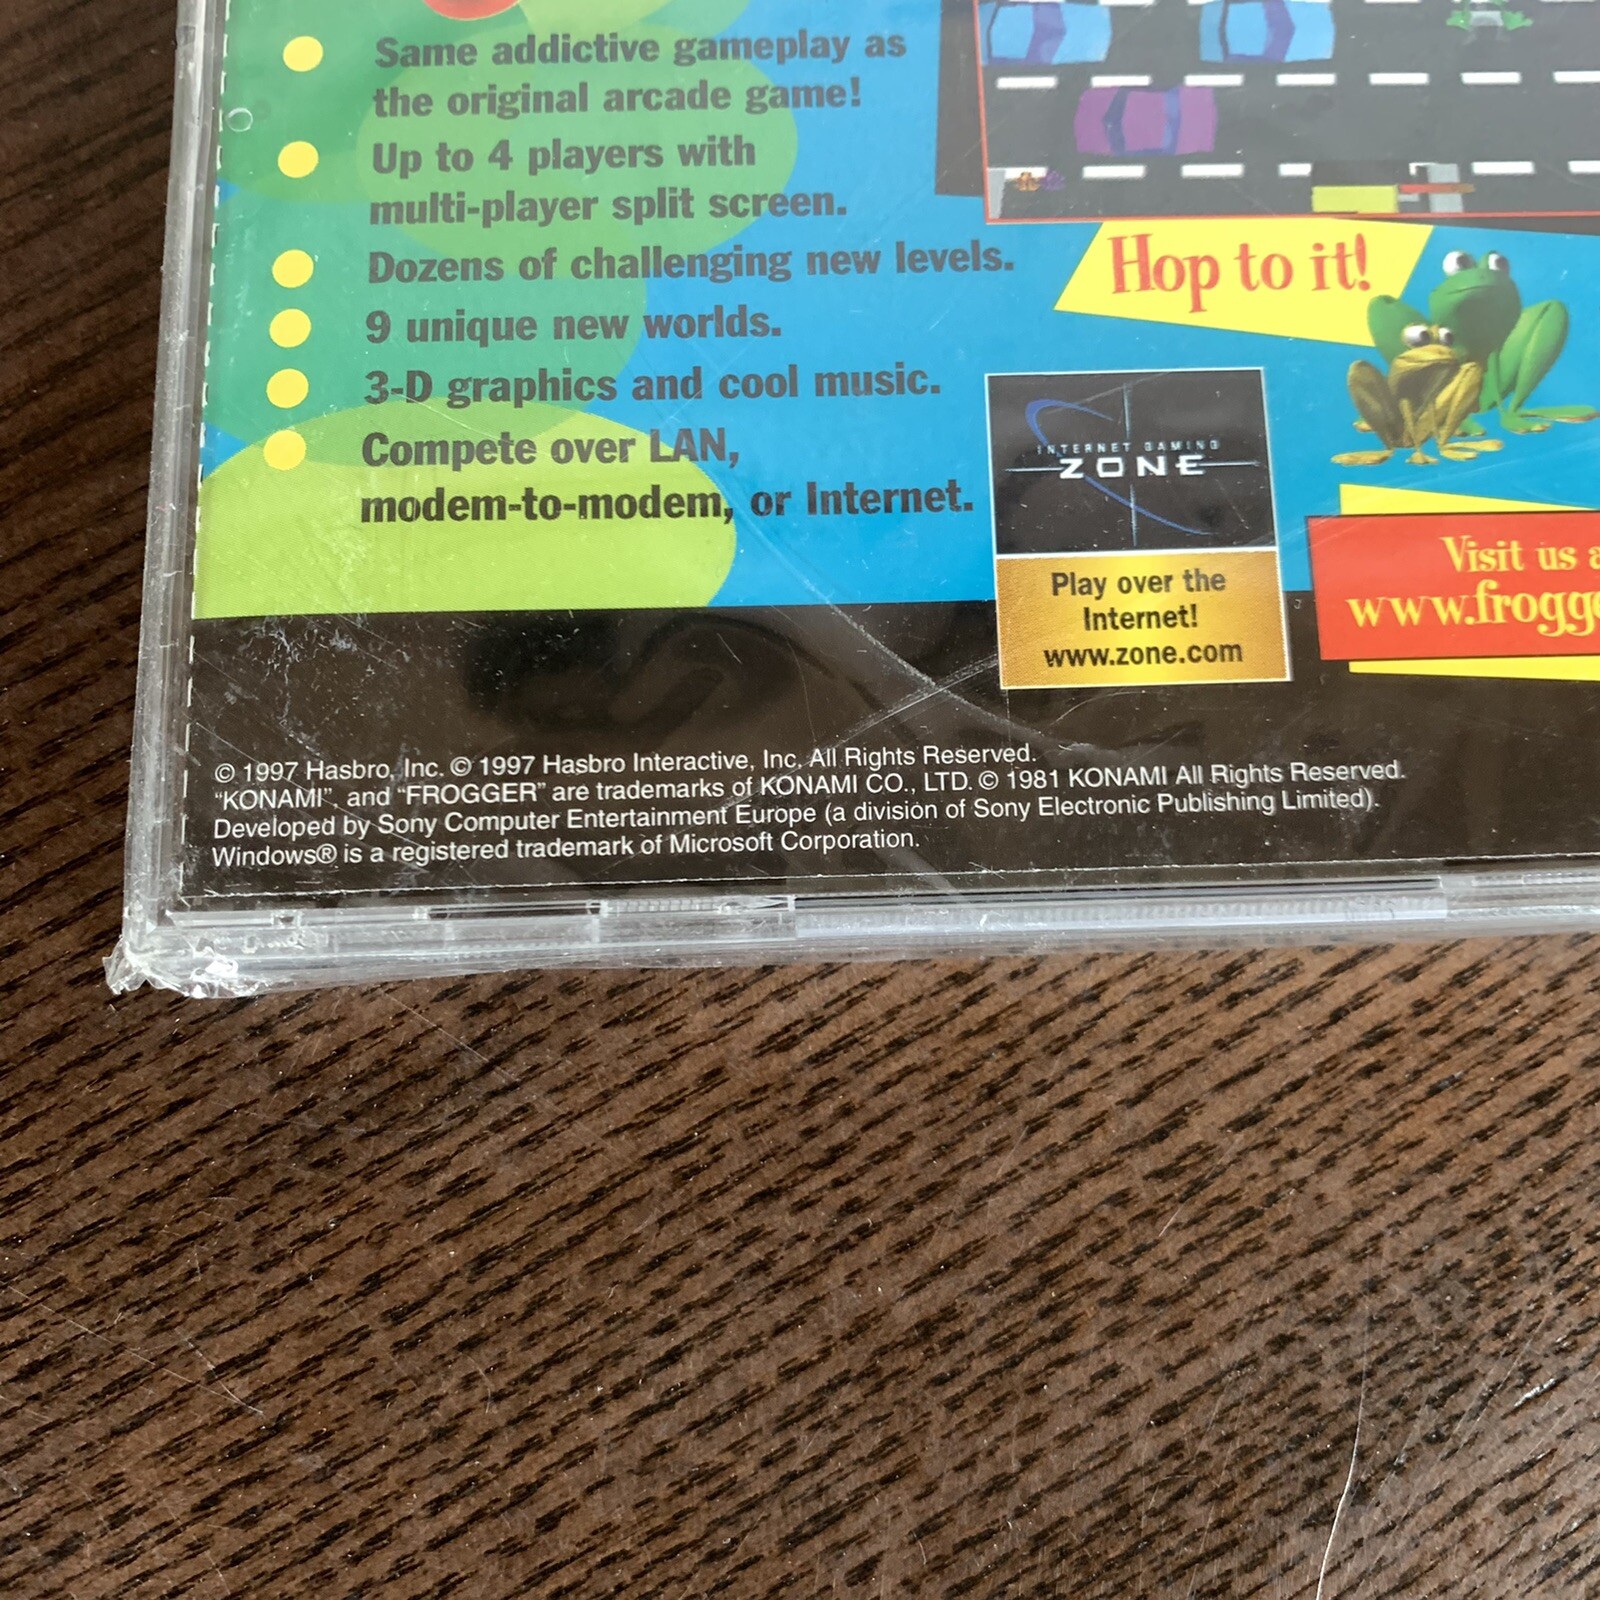 Same addictive gameplay as
the original arcade game!
Up to 4 players with
multi-player split screen.
Dozens of challenging new levels.
9 unique new worlds.
3-D graphics and cool music.
Compete over LAN,
modem-to-modem, or Internet.
Hop to it!
INTERNET GAMING
ZONE
Play over the
Internet!
www.zone.com
Visit us
www.frogge
© 1997 Hasbro, Inc. © 1997 Hasbro Interactive, Inc. All Rights Reserved.
“KONAMI”, and “FROGGER” are trademarks of KONAMI CO., LTD. © 1981 KONAMI All Rights Reserved.
Developed by Sony Computer Entertainment Europe (a division of Sony Electronic Publishing Limited).
Windows® is a registered trademark of Microsoft Corporation.